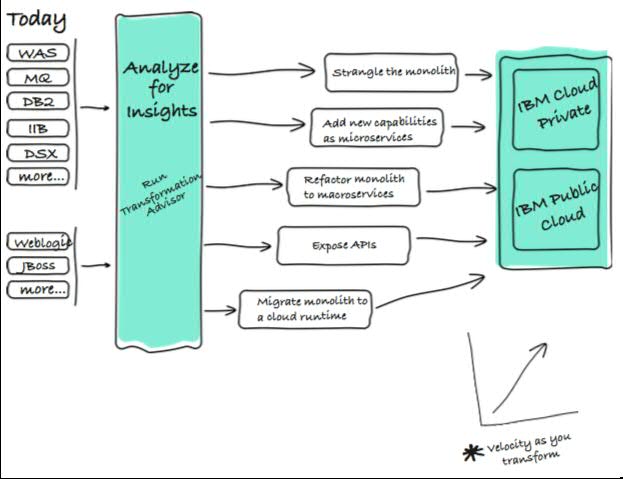 Today
WAS
MQ
DB2
IIB
DSX
more...
Weblogic
JBoss
more...
Analyze
for
Insights
Run
Transformation
Advisor
Strangle the monolith
Add new capabilities
as microservices
Refactor monolith
to macroservices
Expose APIs
Migrate monolith to
a cloud runtime
IBM Cloud
Private
IBM Public
Cloud
* Velocity as you
transform